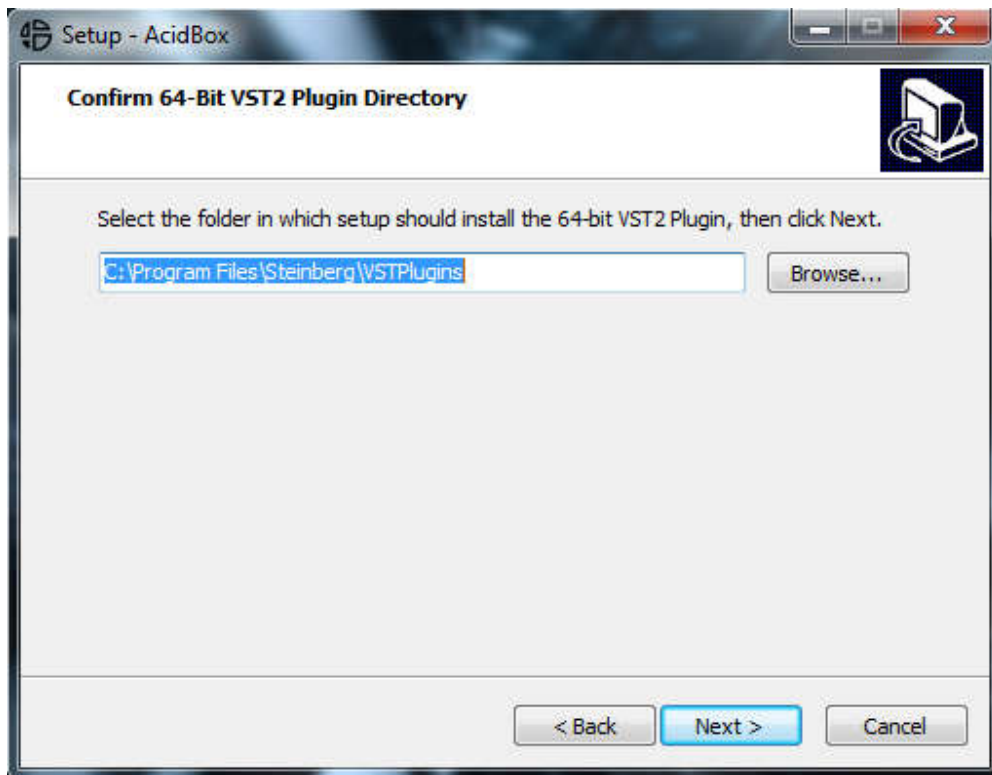 Setup - AcidBox
Confirm 64-Bit VST2 Plugin Directory
Select the folder in which setup should install the 64-bit VST2 Plugin, then click Next.
C:\Program Files\Steinberg\VSTPlugins
Browse...
< Back
Next >
Cancel